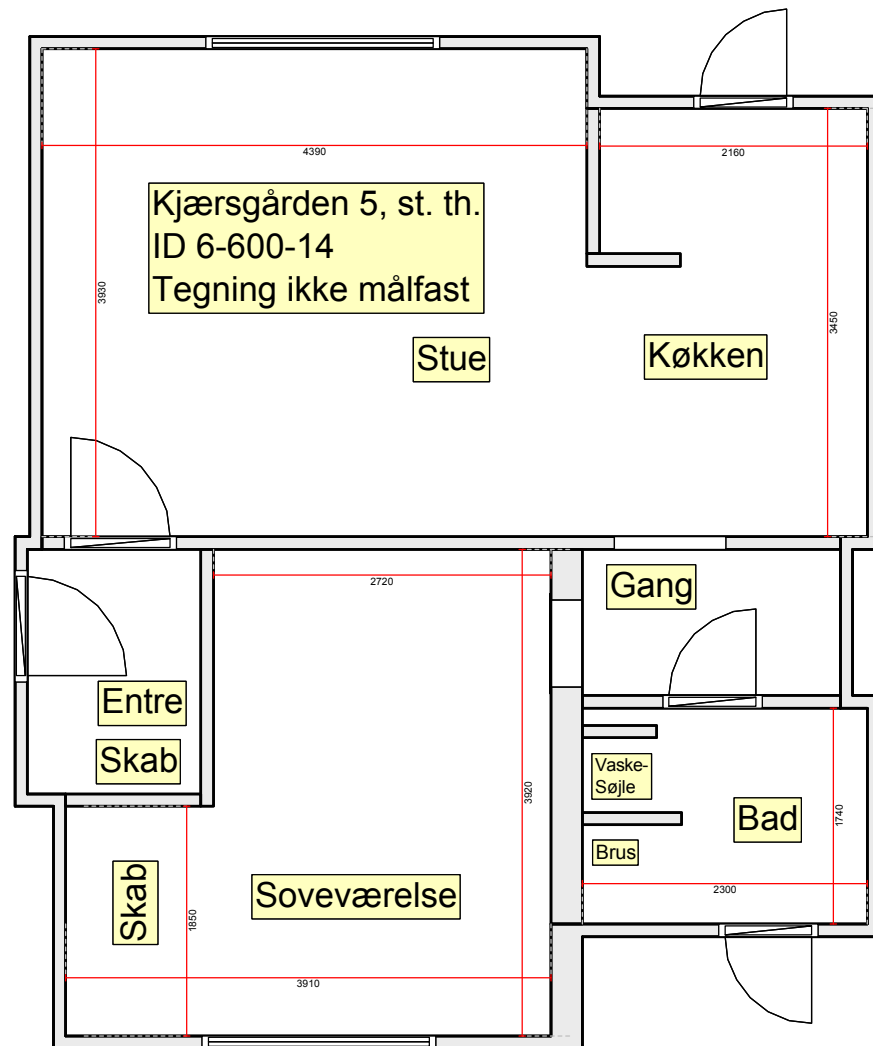 4390
2160
Kjærsgården 5, st. th.
ID 6-600-14
Tegning ikke målfast
3930
3450
Stue
Køkken
2720
Gang
Entre
Skab
3920
Vaske-
Søjle
Bad
1740
Brus
Skab
Soveværelse
2300
1850
3910